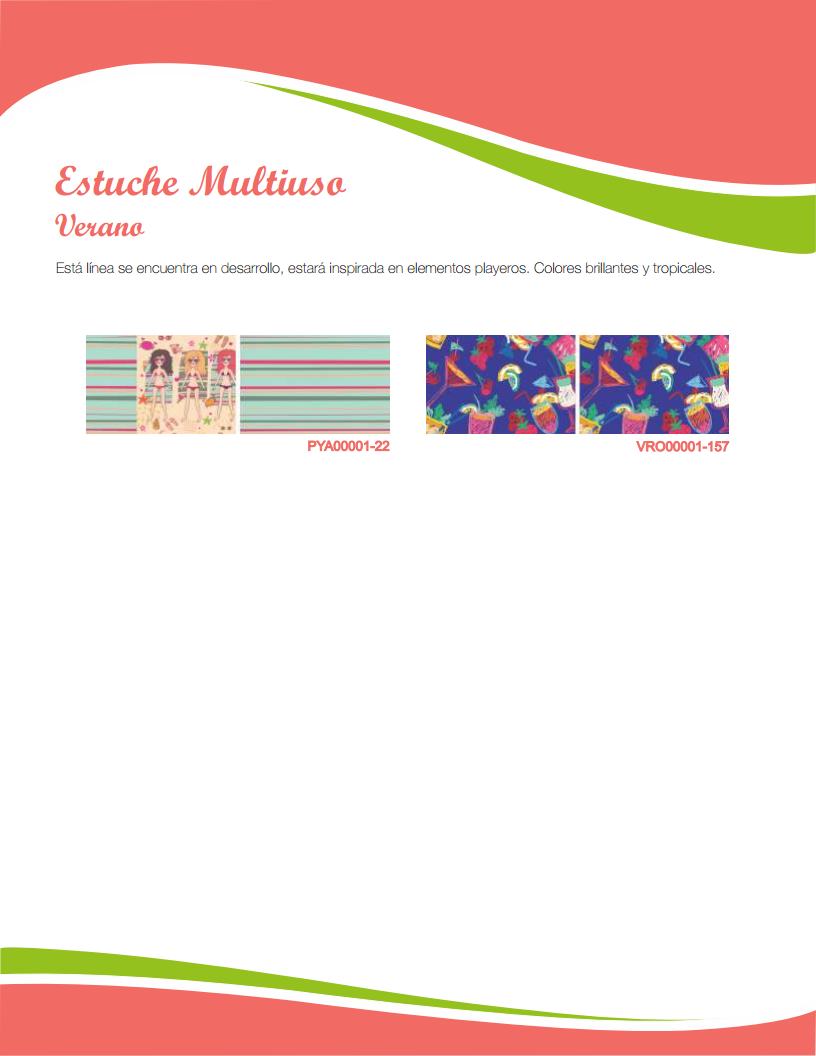 Estuche Multiuso
Verano
Está línea se encuentra en desarrollo, estará inspirada en elementos playeros. Colores brillantes y tropicales.
PYA00001-22
VRO00001-157